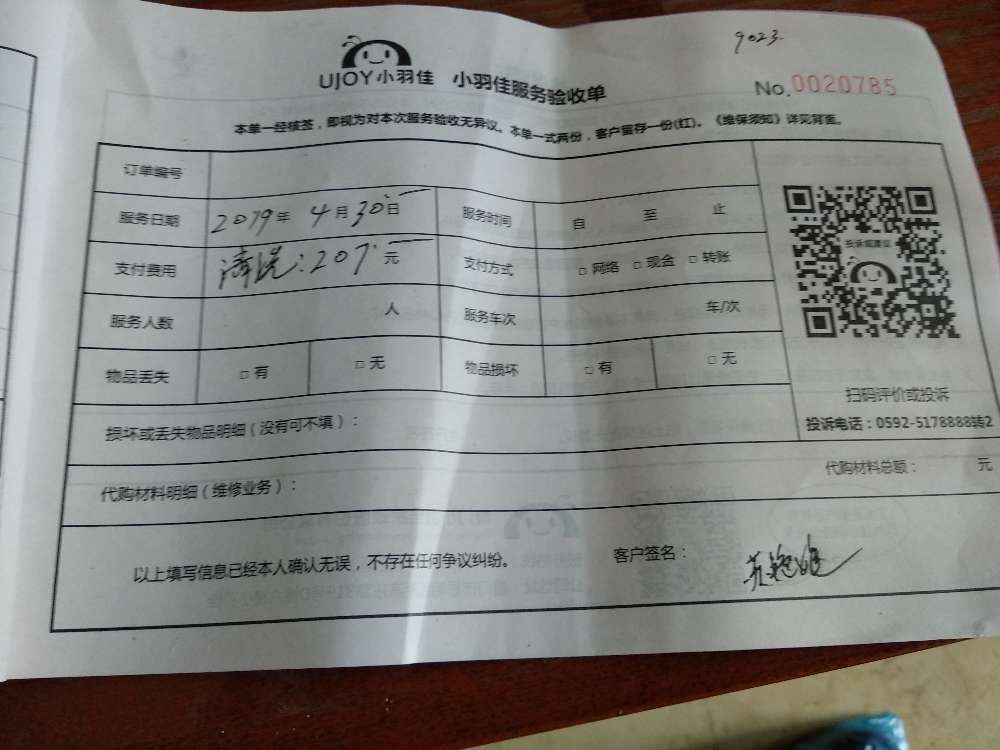 9023.
UJOY小羽佳 小羽佳服务验收单
No.0020785
本单一经核签,即视为对本次服务验收无异议。本单一式两份,客户留存一份(红)。《维保须知》详见背面。
订单编号
服务日期 2019年 4月30日 服务时间 自 至 止
支付费用 清洗:207 元 支付方式 □ 网络 □ 现金 □ 转账
服务人数 人 服务车次 车/次
物品丢失 □ 有 □ 无 物品损坏 □ 有 □ 无
投诉或建议
扫码评价或投诉
投诉电话:0592-5178888转2
损坏或丢失物品明细(没有可不填):
代购材料明细(维修业务): 代购材料总额: 元
以上填写信息已经本人确认无误,不存在任何争议纠纷。 客户签名: